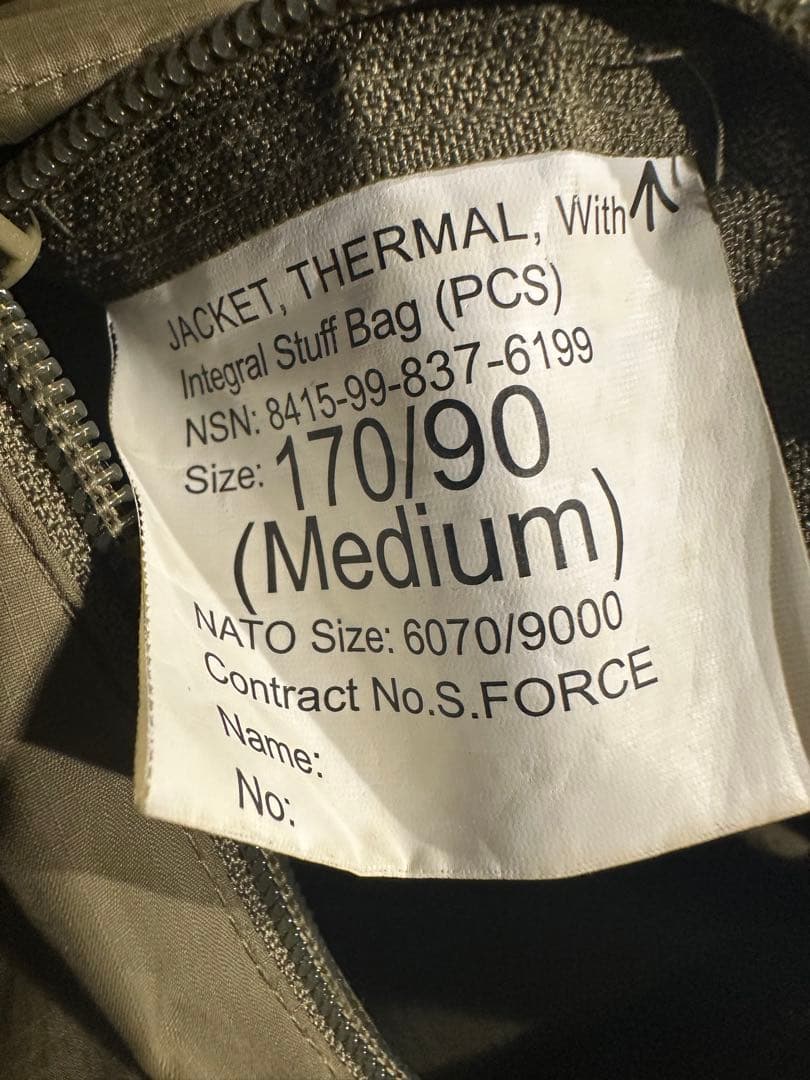 JACKET, THERMAL, With
Integral Stuff Bag (PCS)
NSN: 8415-99-837-6199
Size: 170/90
(Medium)
NATO Size: 6070/9000
Contract No.S.FORCE
Name:
No: